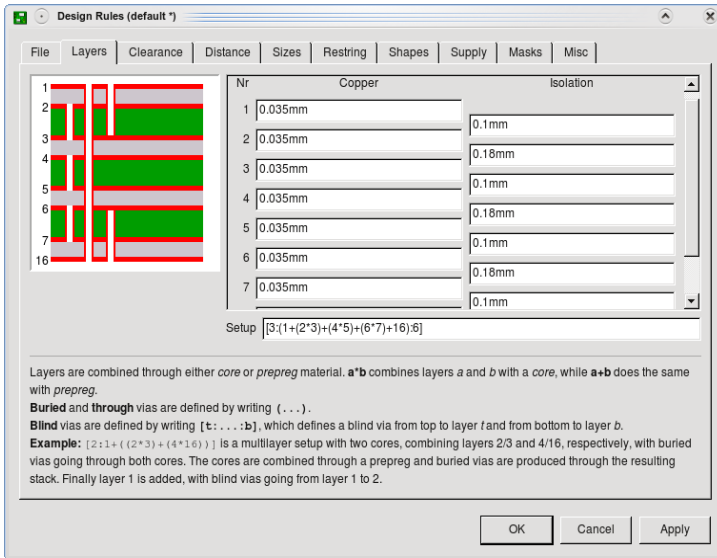 Design Rules (default *)
File Layers Clearance Distance Sizes Restring Shapes Supply Masks Misc
Nr Copper Isolation
1
2
3
4
5
6
7
16
1 0.035mm
0.1mm
2 0.035mm
0.18mm
3 0.035mm
0.1mm
4 0.035mm
0.18mm
5 0.035mm
0.1mm
6 0.035mm
0.18mm
7 0.035mm
0.1mm
Setup [3:(1+(2*3)+(4*5)+(6*7)+16):6]
Layers are combined through either core or prepreg material. a*b combines layers a and b with a core, while a+b does the same
with prepreg.
Buried and through vias are defined by writing (...).
Blind vias are defined by writing [t:...:b], which defines a blind via from top to layer t and from bottom to layer b.
Example: [2:1+((2*3)+(4*16))] is a multilayer setup with two cores, combining layers 2/3 and 4/16, respectively, with buried
vias going through both cores. The cores are combined through a prepreg and buried vias are produced through the resulting
stack. Finally layer 1 is added, with blind vias going from layer 1 to 2.
OK Cancel Apply